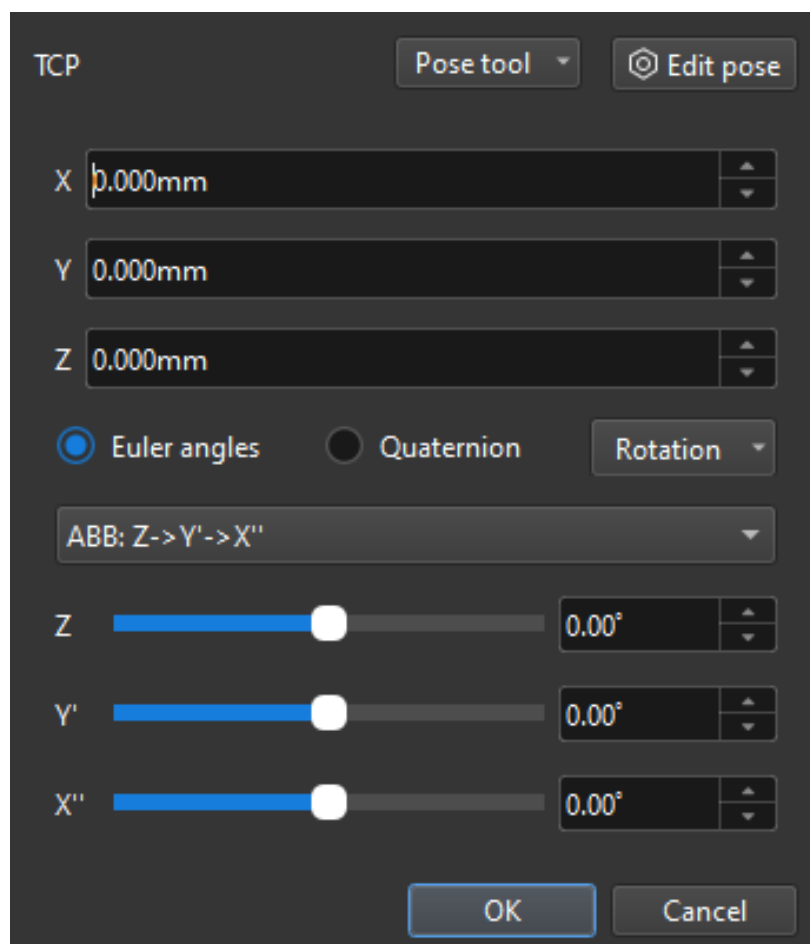 TCP Pose tool Edit pose
X 0.000mm
Y 0.000mm
Z 0.000mm
Euler angles Quaternion Rotation
ABB: Z->Y'->X''
Z 0.00°
Y' 0.00°
X'' 0.00°
OK Cancel